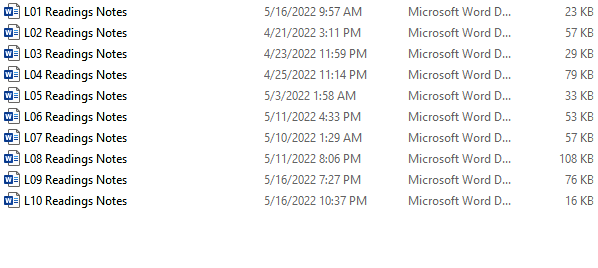 L01 Readings Notes 5/16/2022 9:57 AM Microsoft Word D... 23 KB
L02 Readings Notes 4/21/2022 3:11 PM Microsoft Word D... 57 KB
L03 Readings Notes 4/23/2022 11:59 PM Microsoft Word D... 29 KB
L04 Readings Notes 4/25/2022 11:14 PM Microsoft Word D... 79 KB
L05 Readings Notes 5/3/2022 1:58 AM Microsoft Word D... 33 KB
L06 Readings Notes 5/11/2022 4:33 PM Microsoft Word D... 53 KB
L07 Readings Notes 5/10/2022 1:29 AM Microsoft Word D... 57 KB
L08 Readings Notes 5/11/2022 8:06 PM Microsoft Word D... 108 KB
L09 Readings Notes 5/16/2022 7:27 PM Microsoft Word D... 76 KB
L10 Readings Notes 5/16/2022 10:37 PM Microsoft Word D... 16 KB